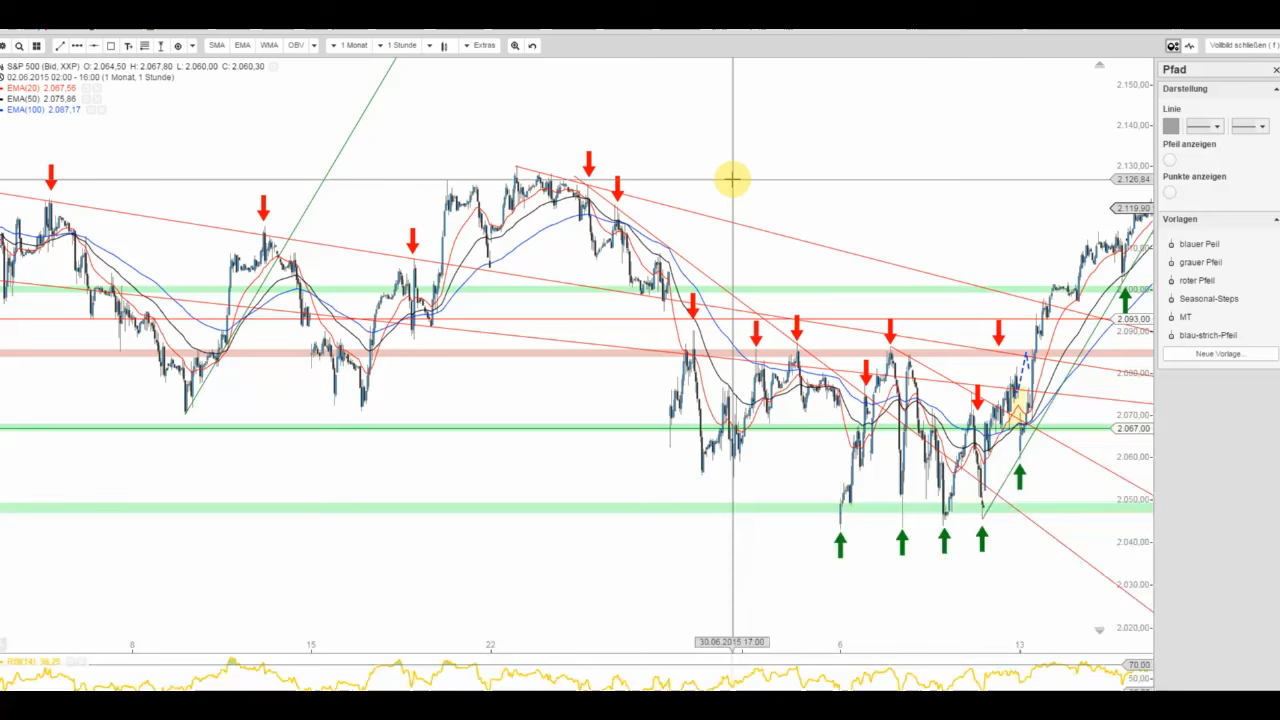 SMA EMA WMA OBV 1 Monat 1 Stunde Extras Vollbild schließen ( f )
S&P 500 (Bid, XXP) O: 2.064,50 H: 2.067,80 L: 2.060,00 C: 2.060,30
02.06.2015 02:00 - 16:00 (1 Monat, 1 Stunde)
EMA(20) 2.067,56
EMA(50) 2.075,86
EMA(100) 2.087,17
2.150,00
2.140,00
2.130,00
2.126,84
2.119,90
2.093,00
2.090,00
2.080,00
2.070,00
2.067,00
2.060,00
2.050,00
2.040,00
2.030,00
2.020,00
8 15 22 30.06.2015 17:00 6 13
70,00
50,00
Pfad
Darstellung
Linie
Pfeil anzeigen
Punkte anzeigen
Vorlagen
blauer Peil
grauer Pfeil
roter Pfeil
Seasonal-Steps
MT
blau-strich-Pfeil
Neue Vorlage...